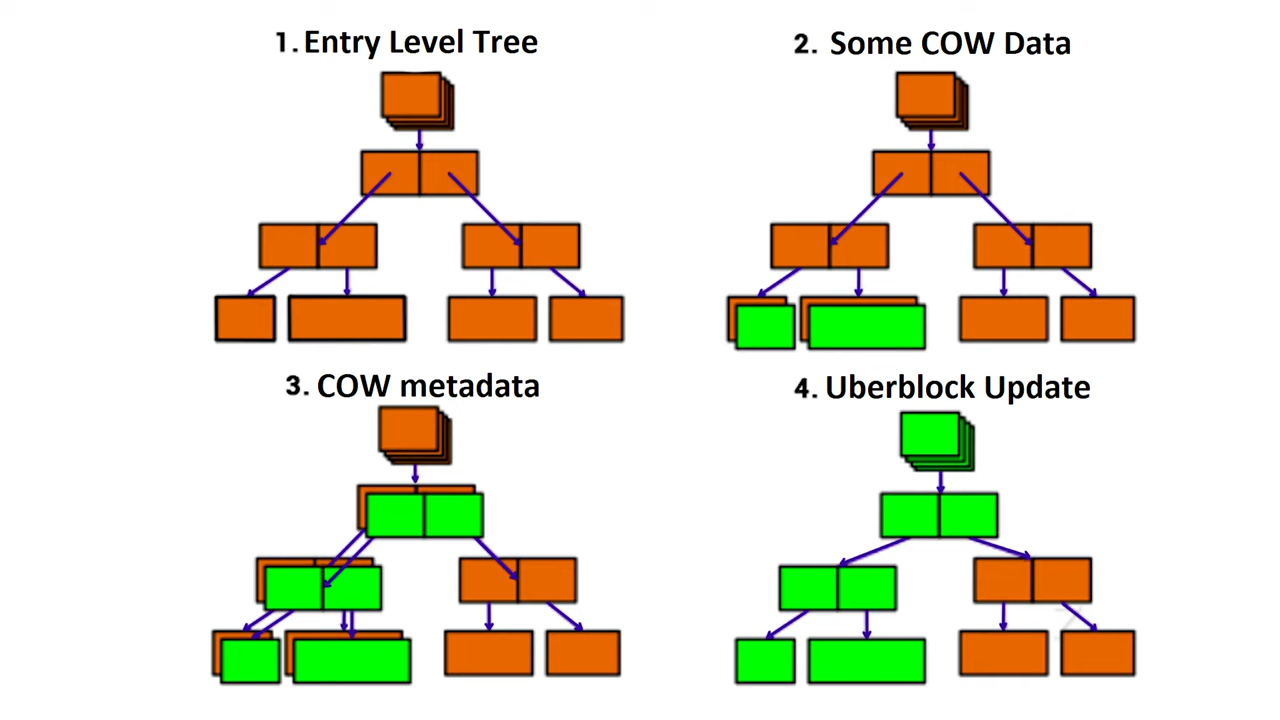 1. Entry Level Tree
2. Some COW Data
3. COW metadata
4. Uberblock Update